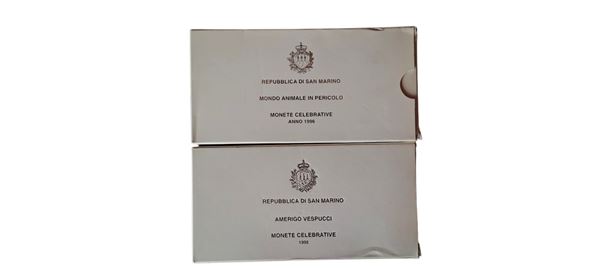 REPUBBLICA DI SAN MARINO
MONDO ANIMALE IN PERICOLO
MONETE CELEBRATIVE
ANNO 1996
REPUBBLICA DI SAN MARINO
AMERIGO VESPUCCI
MONETE CELEBRATIVE